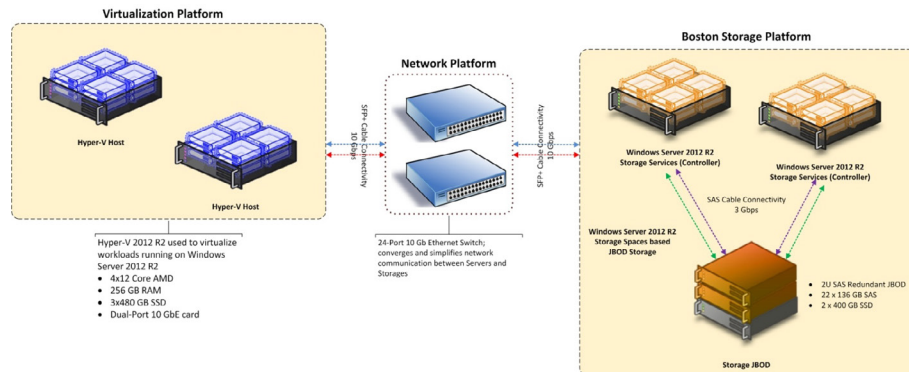 Virtualization Platform
Hyper-V Host
Hyper-V Host
Hyper-V 2012 R2 used to virtualize
workloads running on Windows
Server 2012 R2
• 4x12 Core AMD
• 256 GB RAM
• 3x480 GB SSD
• Dual-Port 10 GbE card
SFP+Cable Connectivity
10 Gbps
Network Platform
24-Port 10 Gb Ethernet Switch;
converges and simplifies network
communication between Servers and
Storages
SFP+ Cable Connectivity
10 Gbps
Boston Storage Platform
Windows Server 2012 R2
Storage Services (Controller)
Windows Server 2012 R2
Storage Services (Controller)
SAS Cable Connectivity
3 Gbps
Windows Server 2012 R2
Storage Spaces based
JBOD Storage
• 2U SAS Redundant JBOD
• 22 x 136 GB SAS
• 2 x 400 GB SSD
Storage JBOD